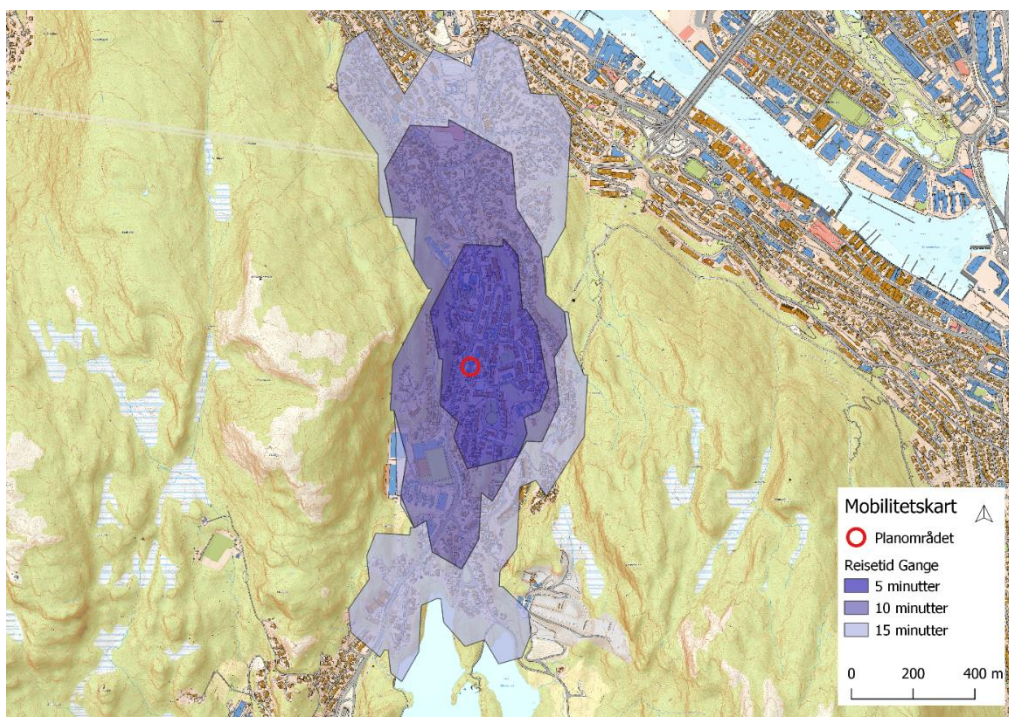 Mobilitetskart
Planområdet
Reisetid Gange
5 minutter
10 minutter
15 minutter
0 200 400 m